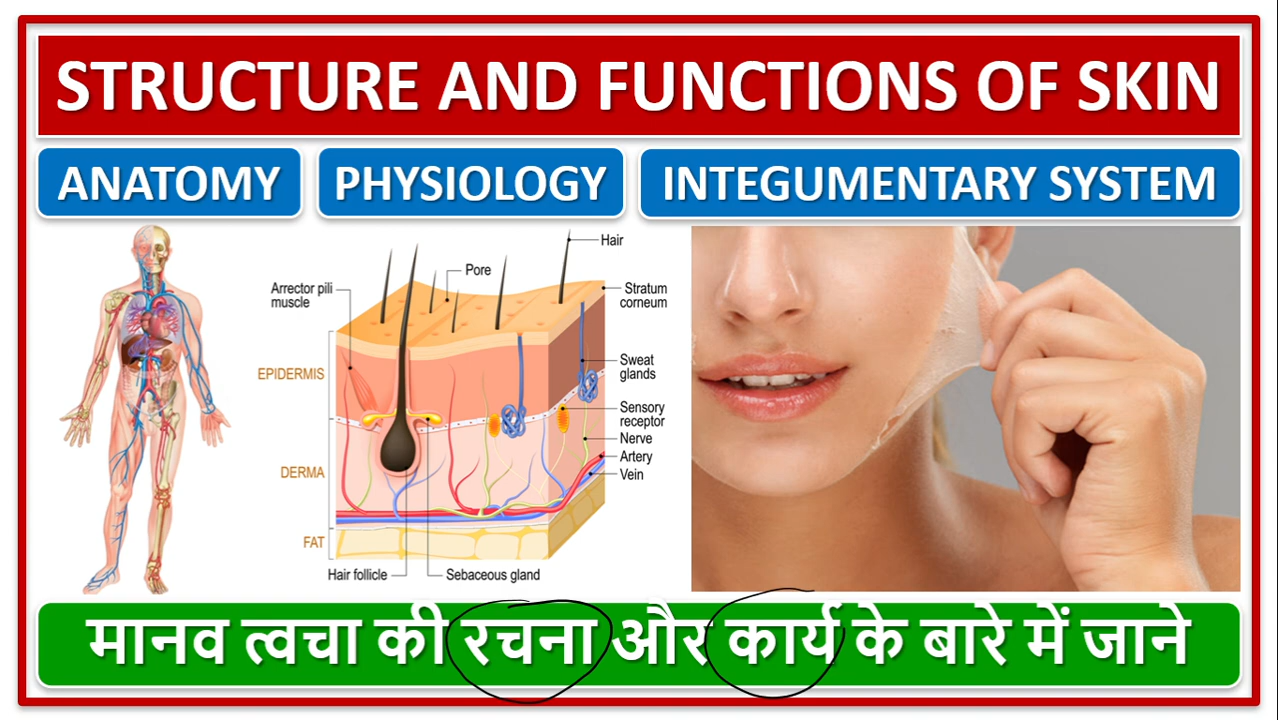 STRUCTURE AND FUNCTIONS OF SKIN
ANATOMY
PHYSIOLOGY
INTEGUMENTARY SYSTEM
Hair
Pore
Arrector pili
muscle
Stratum
corneum
EPIDERMIS
Sweat
glands
Sensory
receptor
Nerve
Artery
Vein
DERMA
FAT
Hair follicle
Sebaceous gland
मानव त्वचा की रचना और कार्य के बारे में जाने